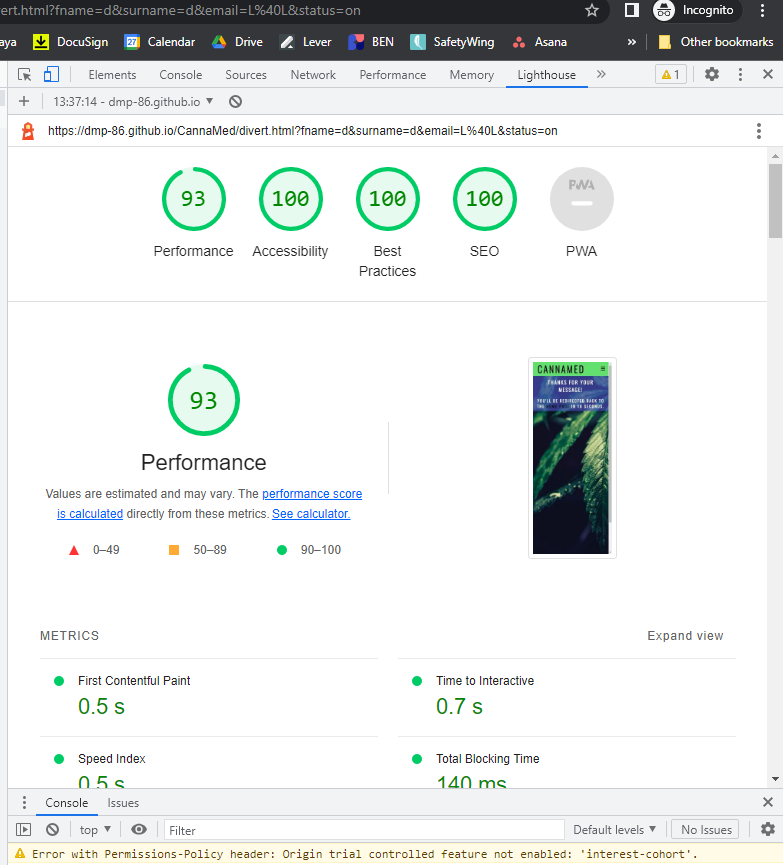 vert.html?fname=d&surname=d&email=L%40L&status=on
Incognito
aya DocuSign Calendar Drive Lever BEN SafetyWing Asana » Other bookmarks
Elements Console Sources Network Performance Memory Lighthouse » 1
13:37:14 - dmp-86.github.io
https://dmp-86.github.io/CannaMed/divert.html?fname=d&surname=d&email=L%40L&status=on
93 100 100 100 PWA
Performance Accessibility Best Practices SEO PWA
93
Performance
Values are estimated and may vary. The performance score
is calculated directly from these metrics. See calculator.
0–49 50–89 90–100
CANNAMED
THANKS FOR YOUR
MESSAGE!
YOU'LL BE REDIRECTED BACK TO
THE IN 10 SECONDS.
METRICS Expand view
First Contentful Paint
0.5 s
Time to Interactive
0.7 s
Speed Index
0.5 s
Total Blocking Time
140 ms
Console Issues
top Filter Default levels No Issues
Error with Permissions-Policy header: Origin trial controlled feature not enabled: 'interest-cohort'.